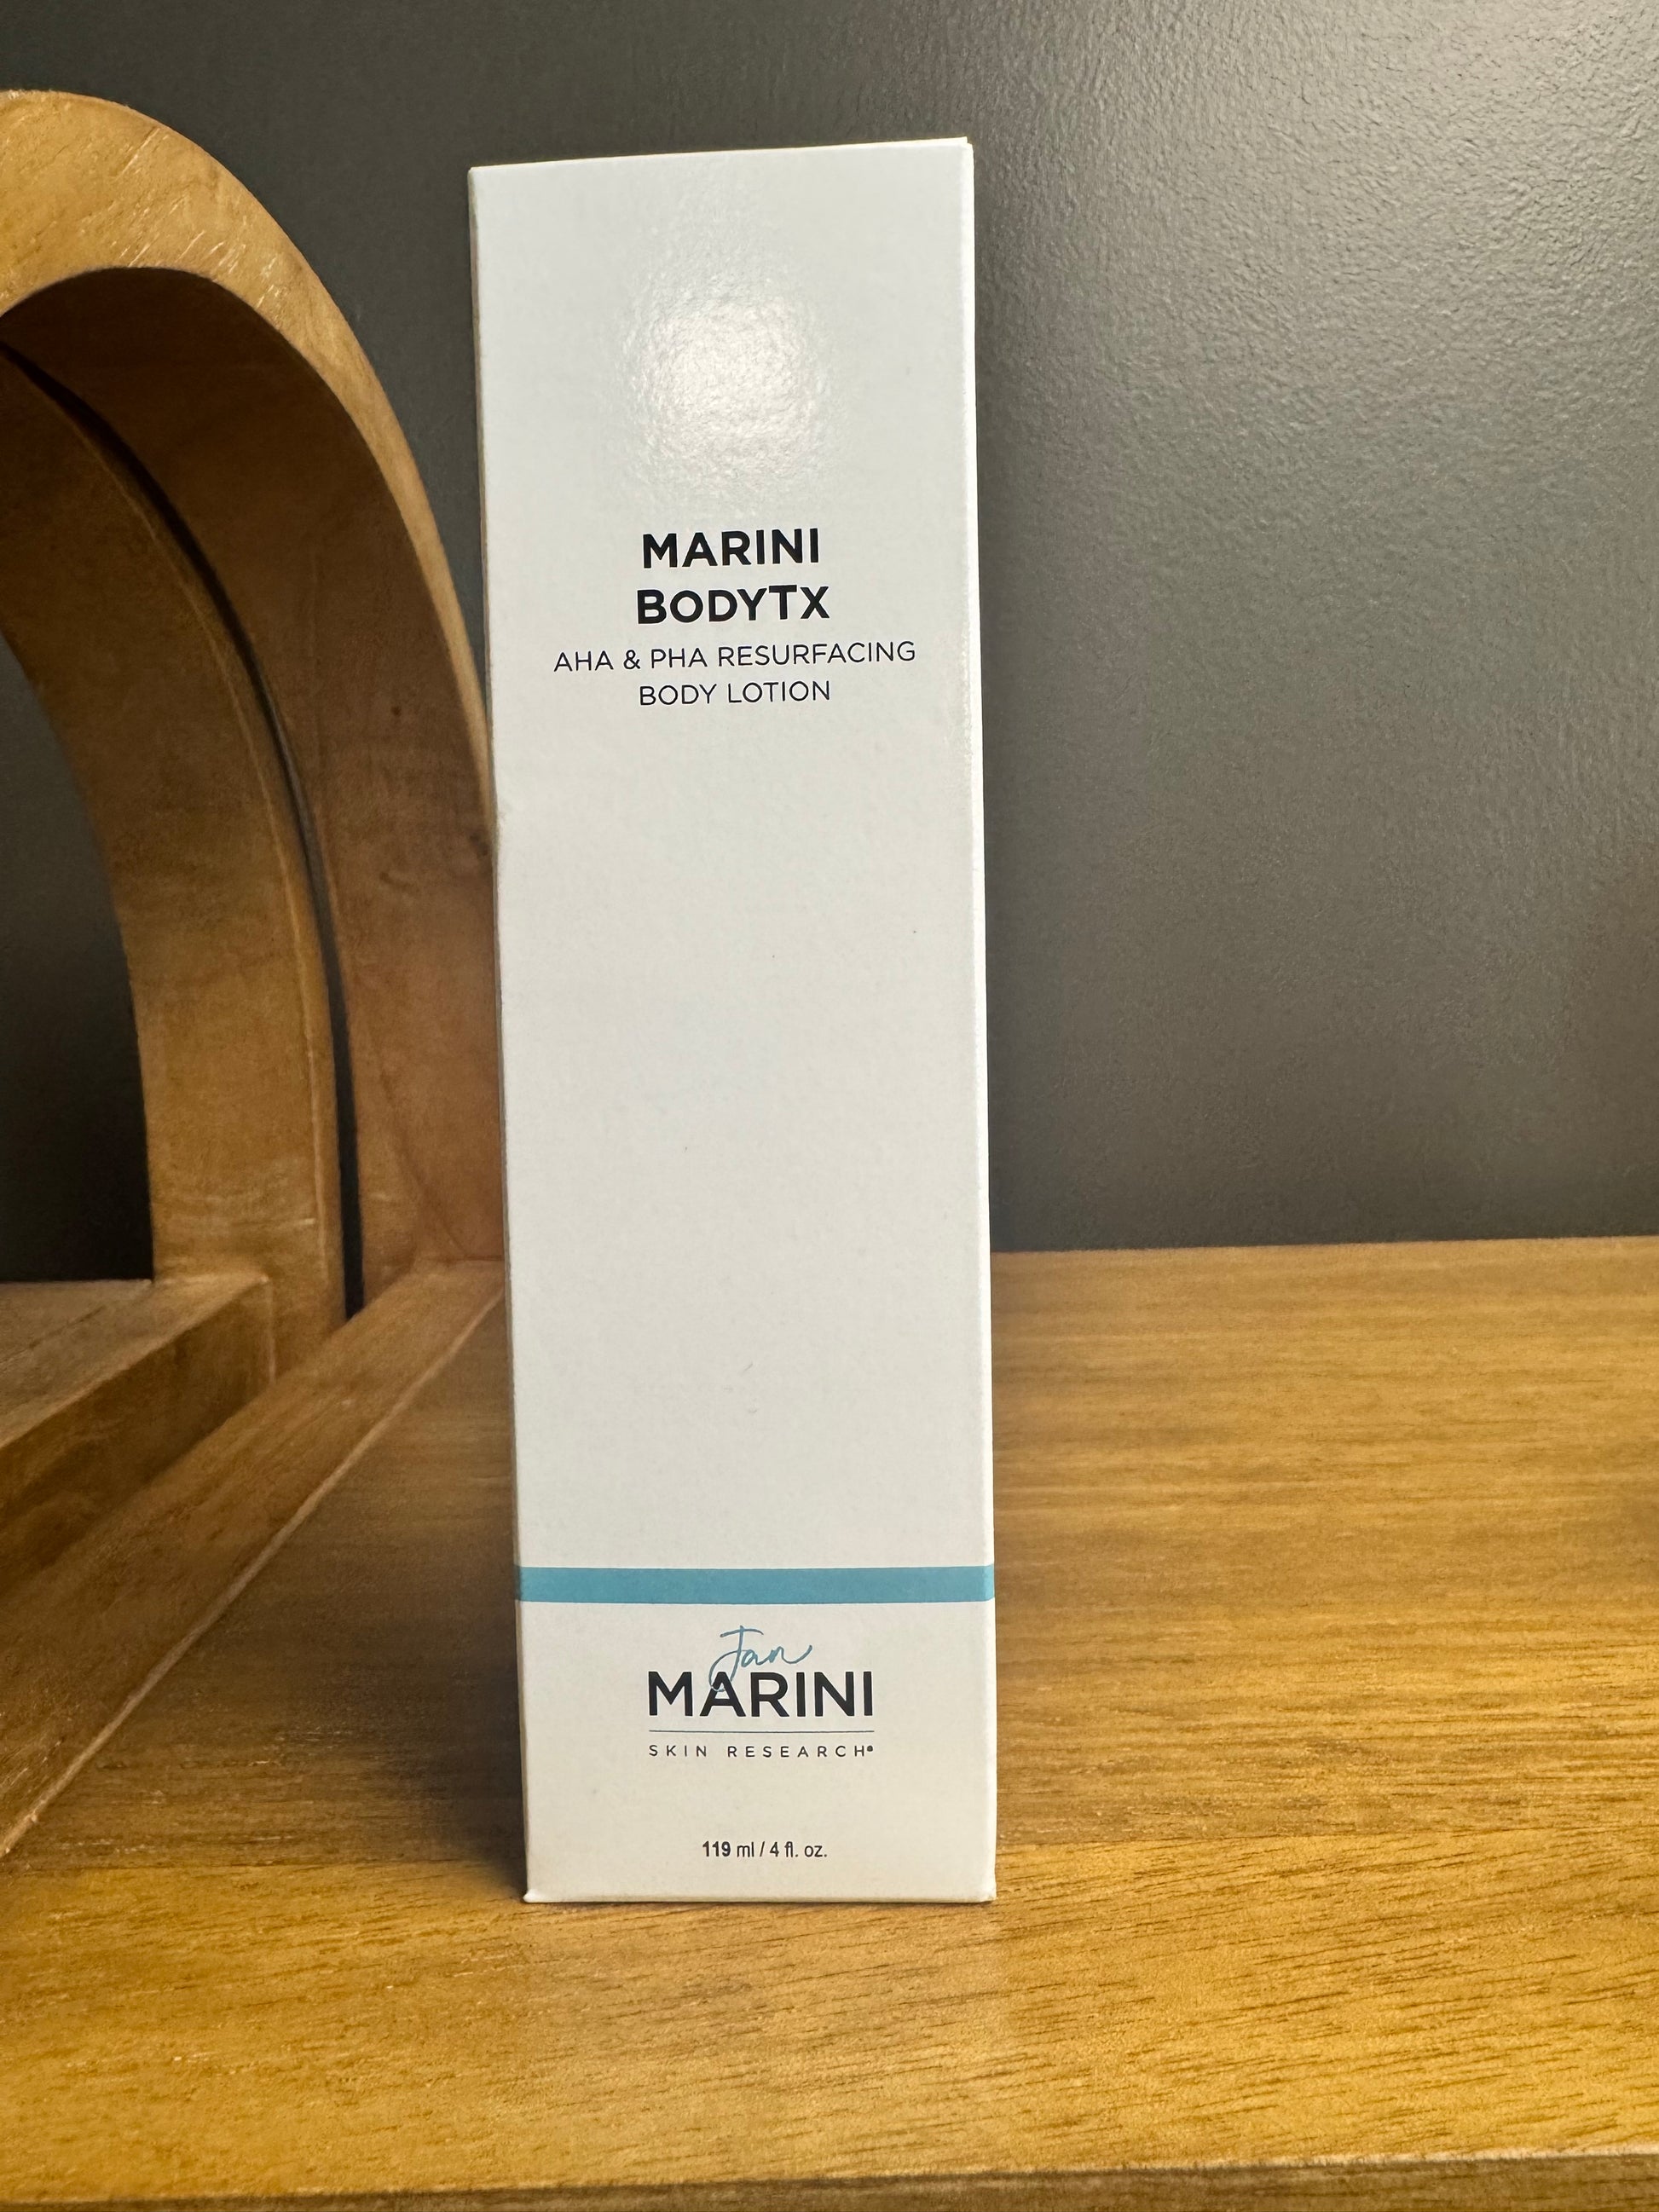 MARINI
BODYTX
AHA & PHA RESURFACING
BODY LOTION
Jan
MARINI
SKIN RESEARCH®
119 ml / 4 fl. oz.